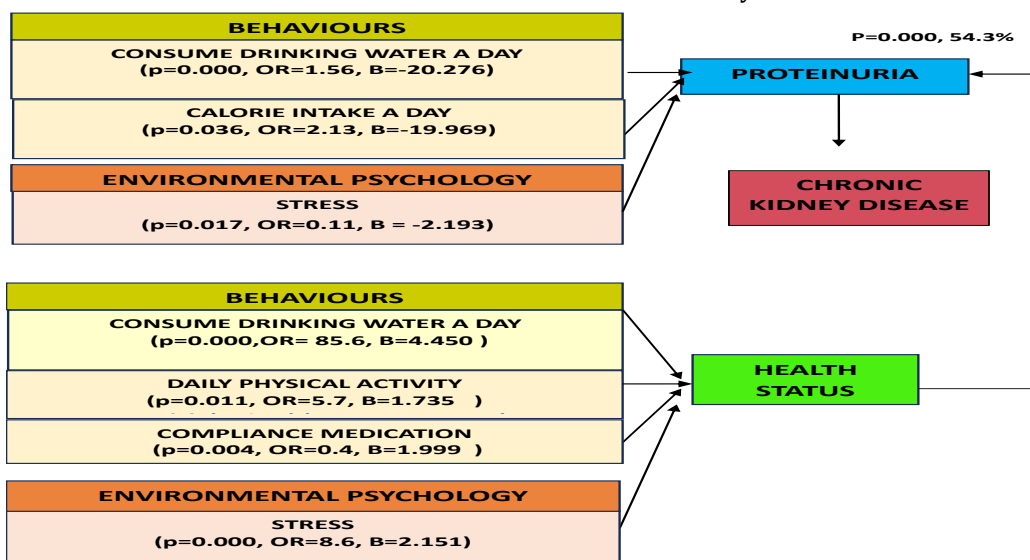 BEHAVIOURS
CONSUME DRINKING WATER A DAY
(p=0.000, OR=1.56, B=-20.276)
CALORIE INTAKE A DAY
(p=0.036, OR=2.13, B=-19.969)
ENVIRONMENTAL PSYCHOLOGY
STRESS
(p=0.017, OR=0.11, B = -2.193)
P=0.000, 54.3%
PROTEINURIA
CHRONIC
KIDNEY DISEASE
BEHAVIOURS
CONSUME DRINKING WATER A DAY
(p=0.000,OR= 85.6, B=4.450 )
DAILY PHYSICAL ACTIVITY
(p=0.011, OR=5.7, B=1.735 )
COMPLIANCE MEDICATION
(p=0.004, OR=0.4, B=1.999 )
ENVIRONMENTAL PSYCHOLOGY
STRESS
(p=0.000, OR=8.6, B=2.151)
HEALTH
STATUS